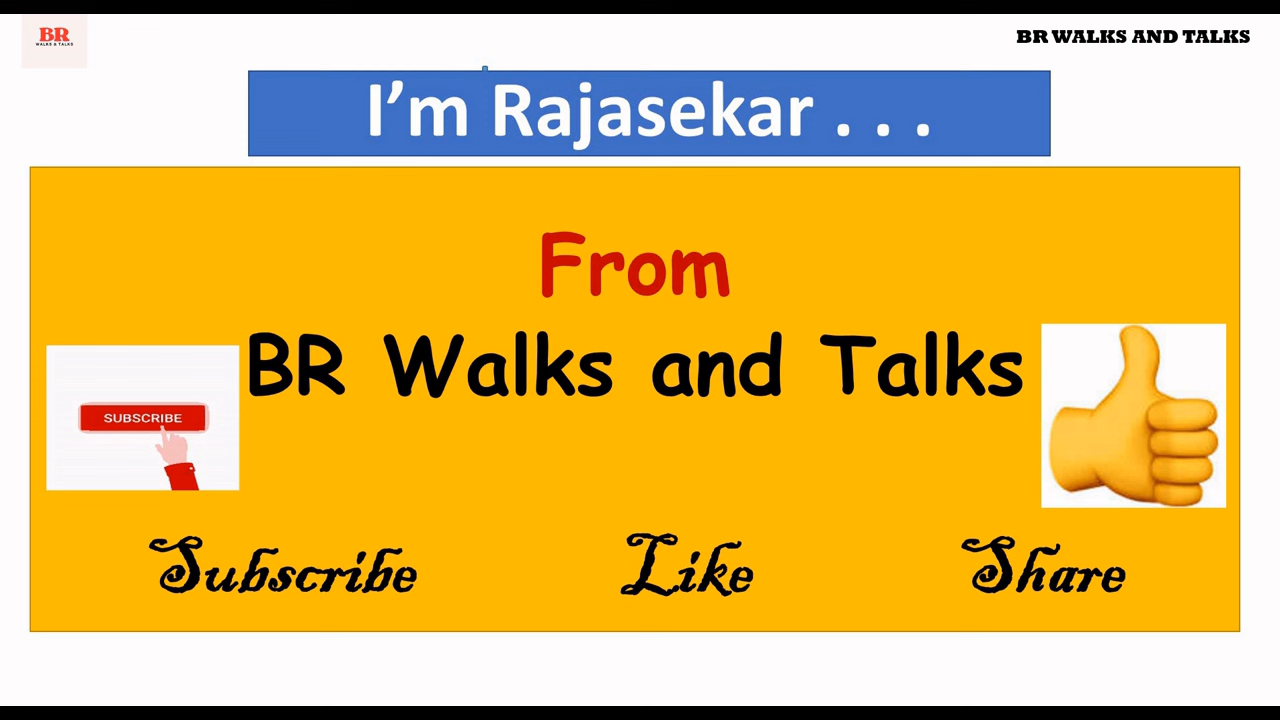 BR
WALKS & TALKS
BR WALKS AND TALKS
I’m Rajasekar . . .
From
BR Walks and Talks
SUBSCRIBE
Subscribe Like Share